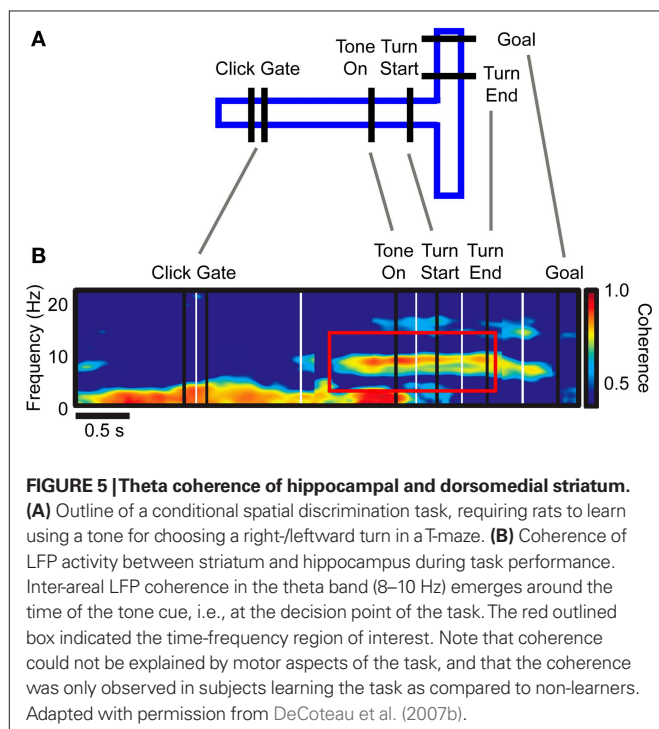 A
Click Gate
Tone On
Turn Start
Goal
Turn End
B
Click Gate
Tone On
Turn Start
Turn End
Goal
Frequency (Hz)
20
10
0
0.5 s
1.0
0.5
Coherence
FIGURE 5 | Theta coherence of hippocampal and dorsomedial striatum.
(A) Outline of a conditional spatial discrimination task, requiring rats to learn
using a tone for choosing a right-/leftward turn in a T-maze. (B) Coherence of
LFP activity between striatum and hippocampus during task performance.
Inter-areal LFP coherence in the theta band (8–10 Hz) emerges around the
time of the tone cue, i.e., at the decision point of the task. The red outlined
box indicated the time-frequency region of interest. Note that coherence
could not be explained by motor aspects of the task, and that the coherence
was only observed in subjects learning the task as compared to non-learners.
Adapted with permission from DeCoteau et al. (2007b).